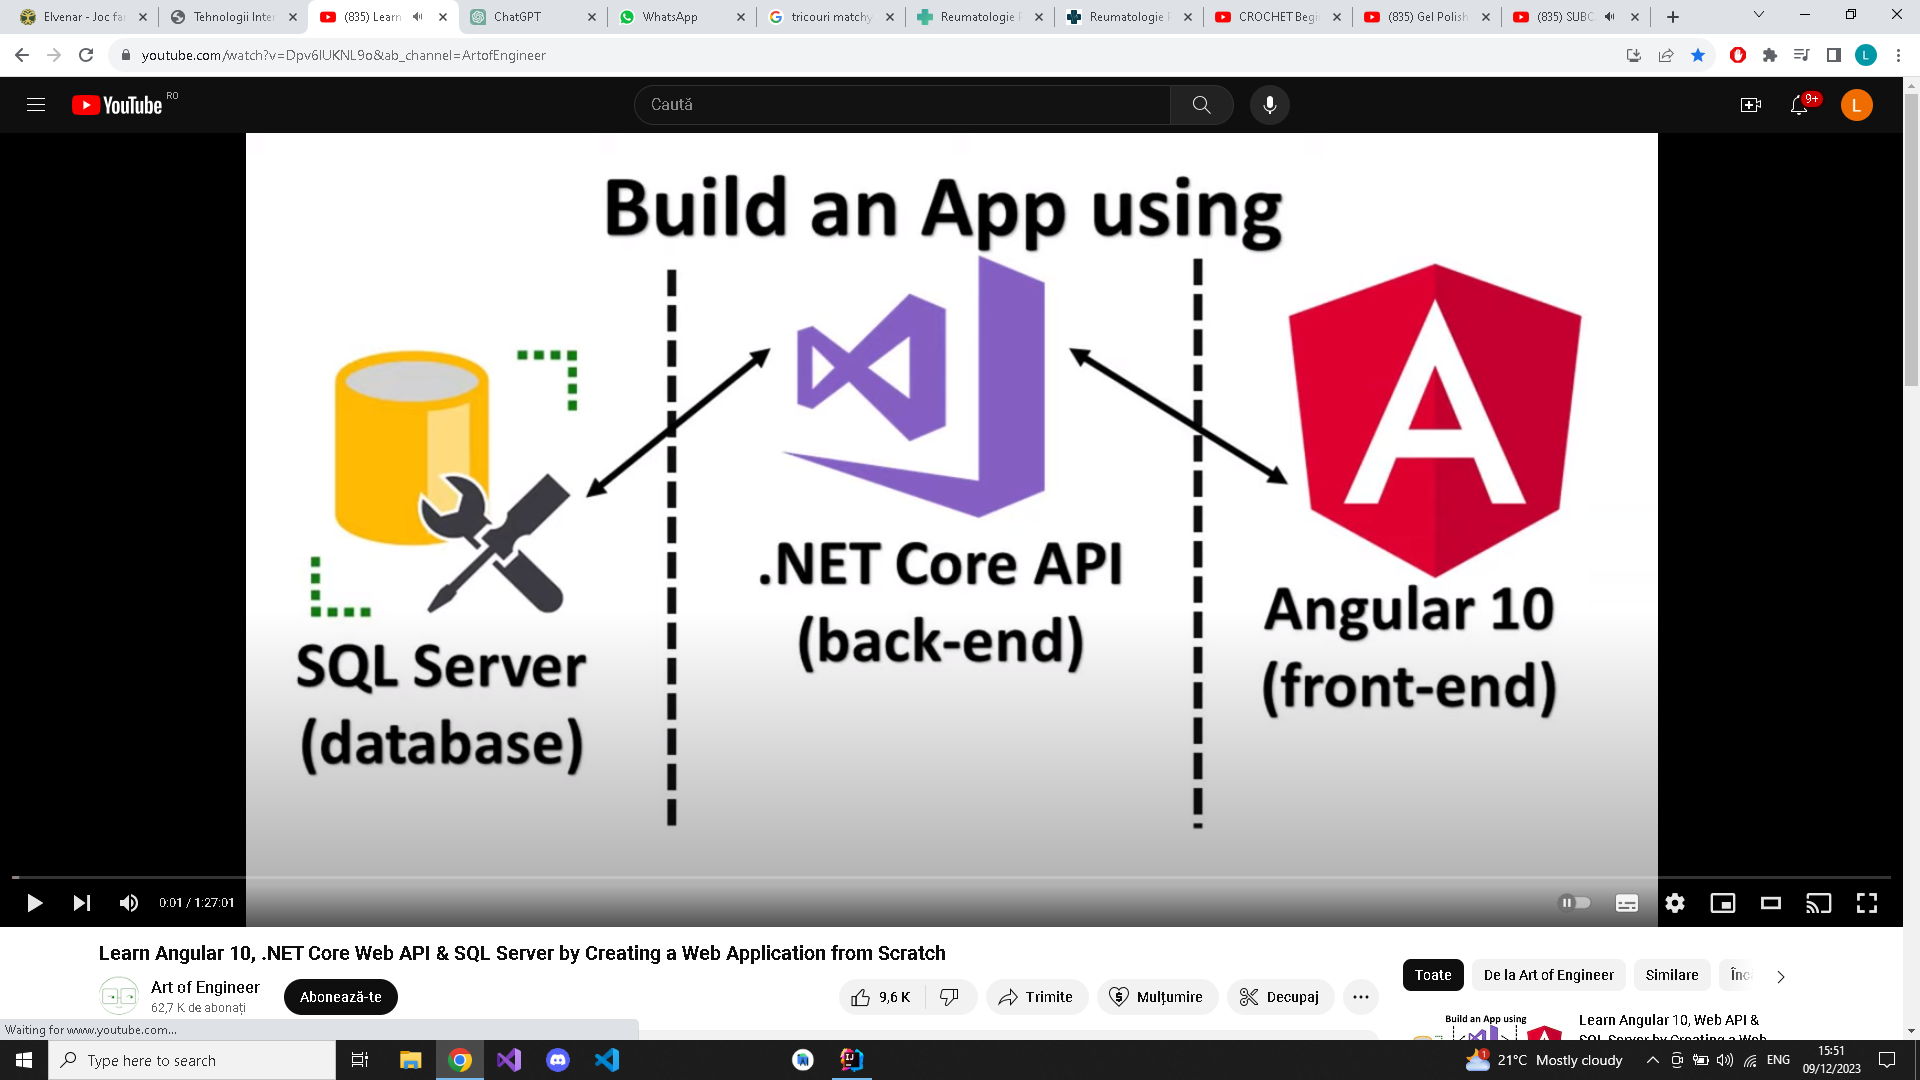 Elvenar - Joc fa
Tehnologii Inter
(835) Learn
ChatGPT
WhatsApp
tricouri matchy
Reumatologie
Reumatologie
CROCHET Begi
(835) Gel Polish
(835) SUBC
youtube.com/watch?v=Dpv6IUKNL9o&ab_channel=ArtofEngineer
YouTube RO
Caută
9+
L
Build an App using
SQL Server
(database)
.NET Core API
(back-end)
Angular 10
(front-end)
0:01 / 1:27:01
Learn Angular 10, .NET Core Web API & SQL Server by Creating a Web Application from Scratch
Art of Engineer
62,7 K de abonați
Abonează-te
9,6 K
Trimite
Mulțumire
Decupaj
Toate
De la Art of Engineer
Similare
Înc
Build an App using
Learn Angular 10, Web API &
SQL Server by Creating a Web
Waiting for www.youtube.com...
Type here to search
21°C Mostly cloudy
ENG
15:51
09/12/2023